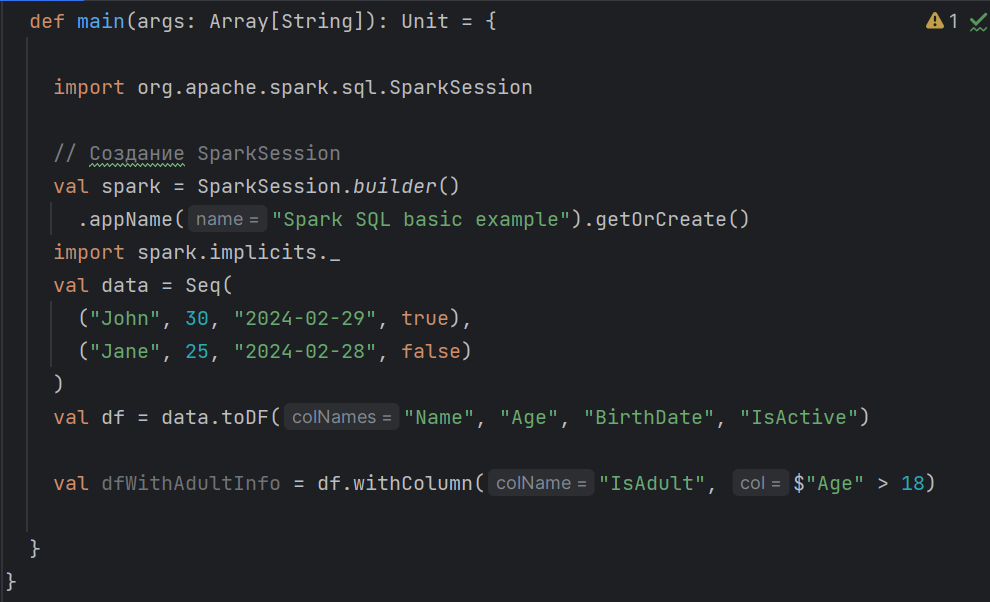 def main(args: Array[String]): Unit = {
1
import org.apache.spark.sql.SparkSession
// Создание SparkSession
val spark = SparkSession.builder()
.appName( name = "Spark SQL basic example").getOrCreate()
import spark.implicits._
val data = Seq(
("John", 30, "2024-02-29", true),
("Jane", 25, "2024-02-28", false)
)
val df = data.toDF( colNames = "Name", "Age", "BirthDate", "IsActive")
val dfWithAdultInfo = df.withColumn( colName = "IsAdult", col = $"Age" > 18)
}
}